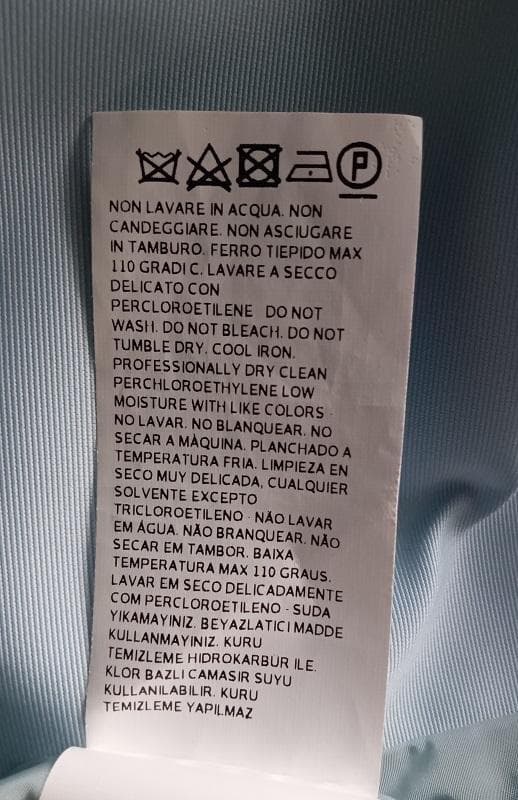 P
NON LAVARE IN ACQUA. NON
CANDEGGIARE. NON ASCIUGARE
IN TAMBURO. FERRO TIEPIDO MAX
110 GRADI C. LAVARE A SECCO
DELICATO CON
PERCLOROETILENE DO NOT
WASH. DO NOT BLEACH. DO NOT
TUMBLE DRY. COOL IRON.
PROFESSIONALLY DRY CLEAN
PERCHLOROETHYLENE LOW
MOISTURE WITH LIKE COLORS -
NO LAVAR. NO BLANQUEAR. NO
SECAR A MÀQUINA. PLANCHADO A
TEMPERATURA FRIA. LIMPIEZA EN
SECO MUY DELICADA, CUALQUIER
SOLVENTE EXCEPTO
TRICLOROETILENO - NÃO LAVAR
EM ÁGUA. NÃO BRANQUEAR. NÃO
SECAR EM TAMBOR. BAIXA
TEMPERATURA MAX 110 GRAUS.
LAVAR EM SECO DELICADAMENTE
COM PERCLOROETILENO - SUDA
YIKAMAYINIZ. BEYAZLATICI MADDE
KULLANMAYINIZ. KURU
TEMIZLEME HIDROKARBÜR ILE.
KLOR BAZLI CAMASIR SUYU
KULLANILABILIR. KURU
TEMIZLEME YAPILMAZ